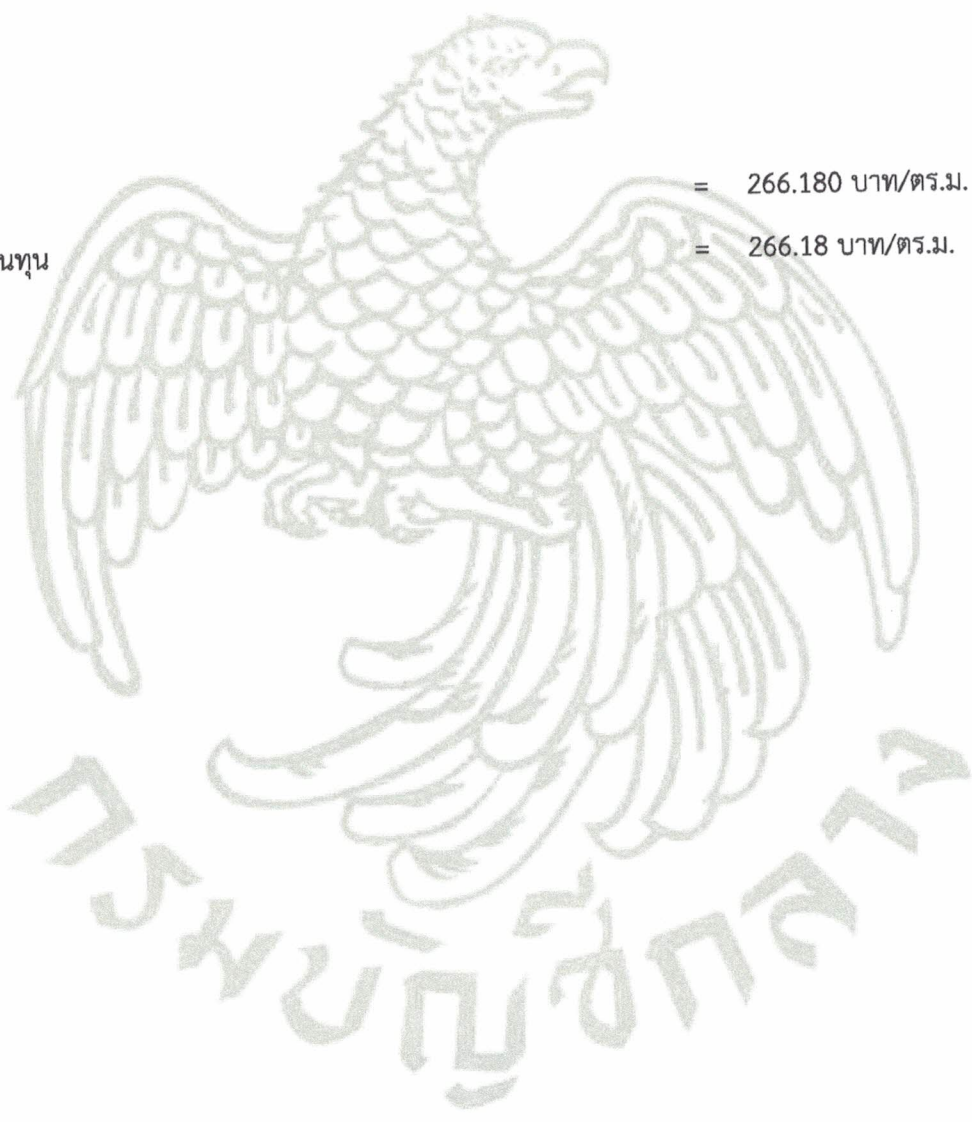 = 266.180 บาท/ตร.ม.
นทุน = 266.18 บาท/ตร.ม.
กรมบัญชีกลาง